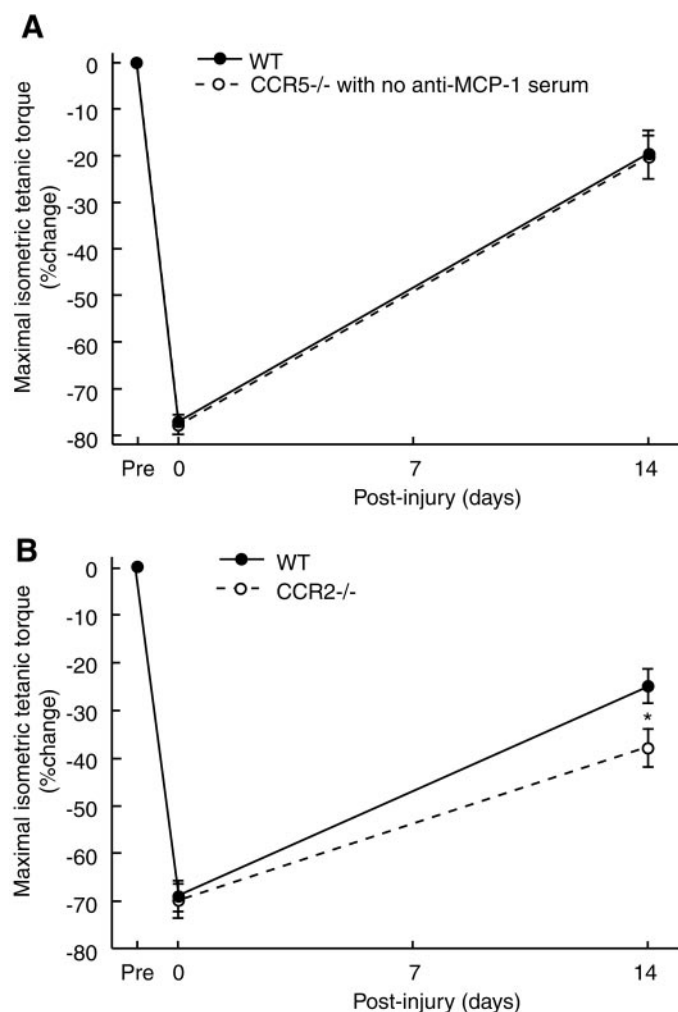 A
WT
CCR5-/- with no anti-MCP-1 serum
Maximal isometric tetanic torque
(%change)
0
-10
-20
-30
-40
-50
-60
-70
-80
Pre 0 7 14
Post-injury (days)
B
WT
CCR2-/-
Maximal isometric tetanic torque
(%change)
0
-10
-20
-30
-40
-50
-60
-70
-80
*
Pre 0 7 14
Post-injury (days)